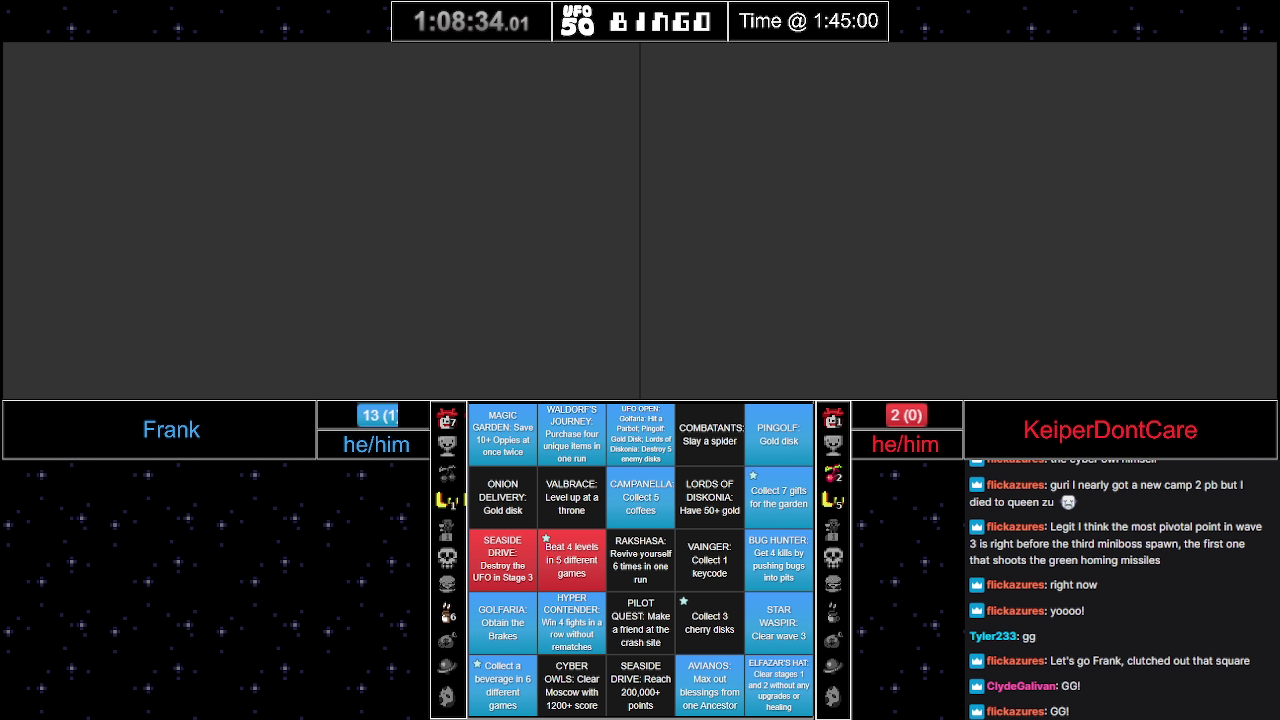 1:08:34.01
UFO 50 BINGO
Time @ 1:45:00
Frank
13 (1)
he/him
2 (0)
he/him
KeiperDontCare
7
1
6
MAGIC GARDEN: Save 10+ Oppies at once twice
WALDORF'S JOURNEY: Purchase four unique items in one run
UFO OPEN: Golfaria: Hit a Parbot; Pingolf: Gold Disk; Lords of Diskonia: Destroy 5 enemy disks
COMBATANTS: Slay a spider
PINGOLF: Gold disk
ONION DELIVERY: Gold disk
VALBRACE: Level up at a throne
CAMPANELLA: Collect 5 coffees
LORDS OF DISKONIA: Have 50+ gold
Collect 7 gifts for the garden
SEASIDE DRIVE: Destroy the UFO in Stage 3
Beat 4 levels in 5 different games
RAKSHASA: Revive yourself 6 times in one run
VAINGER: Collect 1 keycode
BUG HUNTER: Get 4 kills by pushing bugs into pits
GOLFARIA: Obtain the Brakes
HYPER CONTENDER: Win 4 fights in a row without rematches
PILOT QUEST: Make a friend at the crash site
Collect 3 cherry disks
STAR WASPIR: Clear wave 3
Collect a beverage in 6 different games
CYBER OWLS: Clear Moscow with 1200+ score
SEASIDE DRIVE: Reach 200,000+ points
AVIANOS: Max out blessings from one Ancestor
ELFAZAR'S HAT: Clear stages 1 and 2 without any upgrades or healing
1
2
5
flickazures: guri I nearly got a new camp 2 pb but I
died to queen zu
flickazures: Legit I think the most pivotal point in wave
3 is right before the third miniboss spawn, the first one
that shoots the green homing missiles
flickazures: right now
flickazures: yoooo!
Tyler233: gg
flickazures: Let's go Frank, clutched out that square
ClydeGalivan: GG!
flickazures: GG!